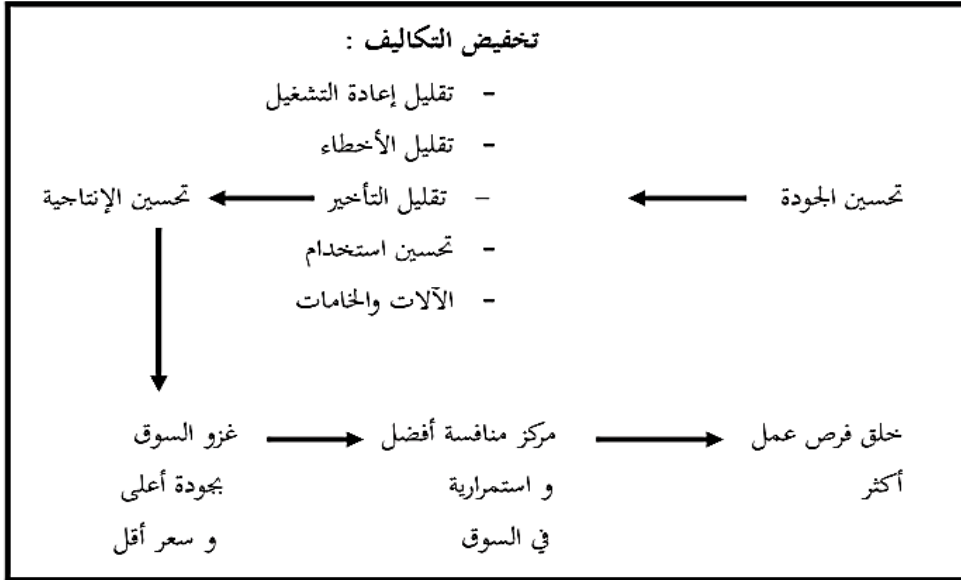 تخفيض التكاليف :
- تقليل إعادة التشغيل
- تقليل الأخطاء
تحسين الجودة
- تقليل التأخير
تحسين الإنتاجية
- تحسين استخدام
- الآلات والخامات
خلق فرص عمل
أكثر
مركز منافسة أفضل
و استمرارية
في السوق
غزو السوق
بجودة أعلى
و سعر أقل